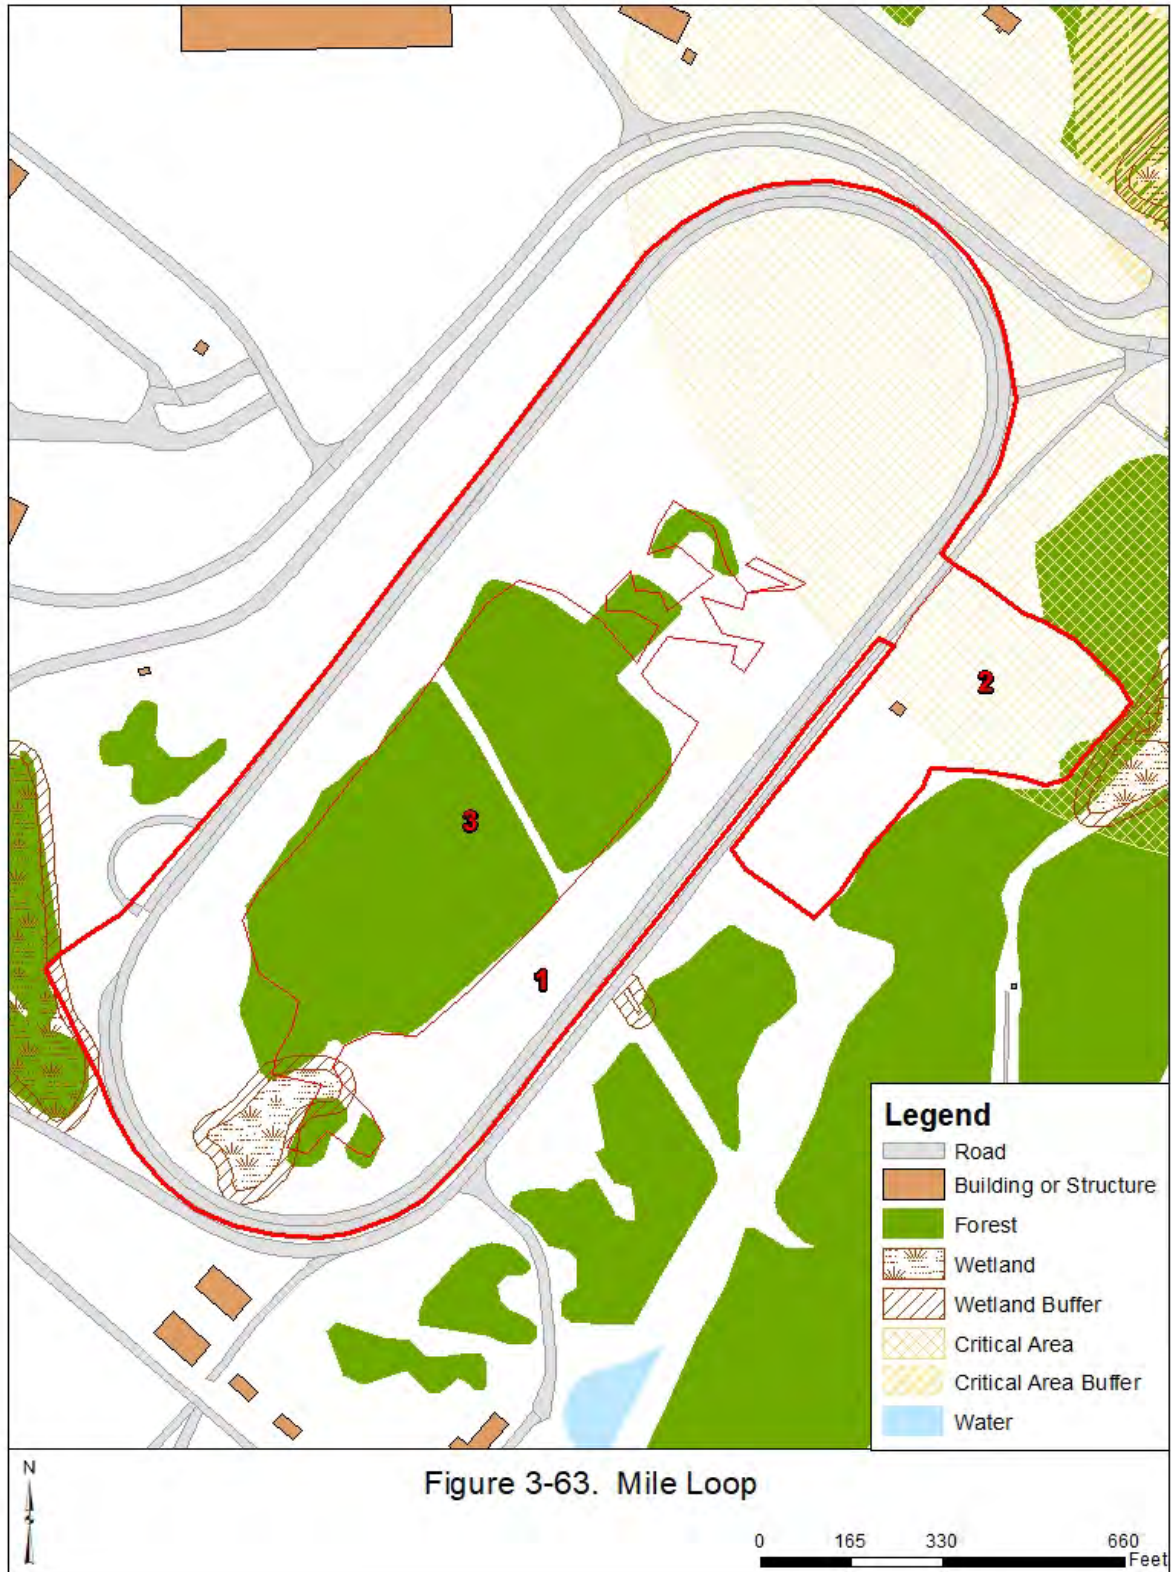 2
3
1
Legend
Road
Building or Structure
Forest
Wetland
Wetland Buffer
Critical Area
Critical Area Buffer
Water
N
S
Figure 3-63. Mile Loop
0 165 330 660
Feet